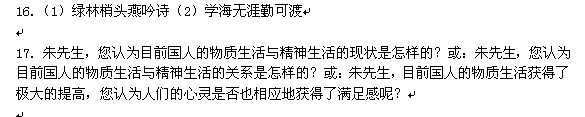 16．（1）绿林梢头燕吟诗（2）学海无涯勤可渡
17．朱先生，您认为目前国人的物质生活与精神生活的现状是怎样的？或：朱先生，您认为
目前国人的物质生活与精神生活的关系是怎样的？或：朱先生，目前国人的物质生活获得了
极大的提高，您认为人们的心灵是否也相应地获得了满足感呢？